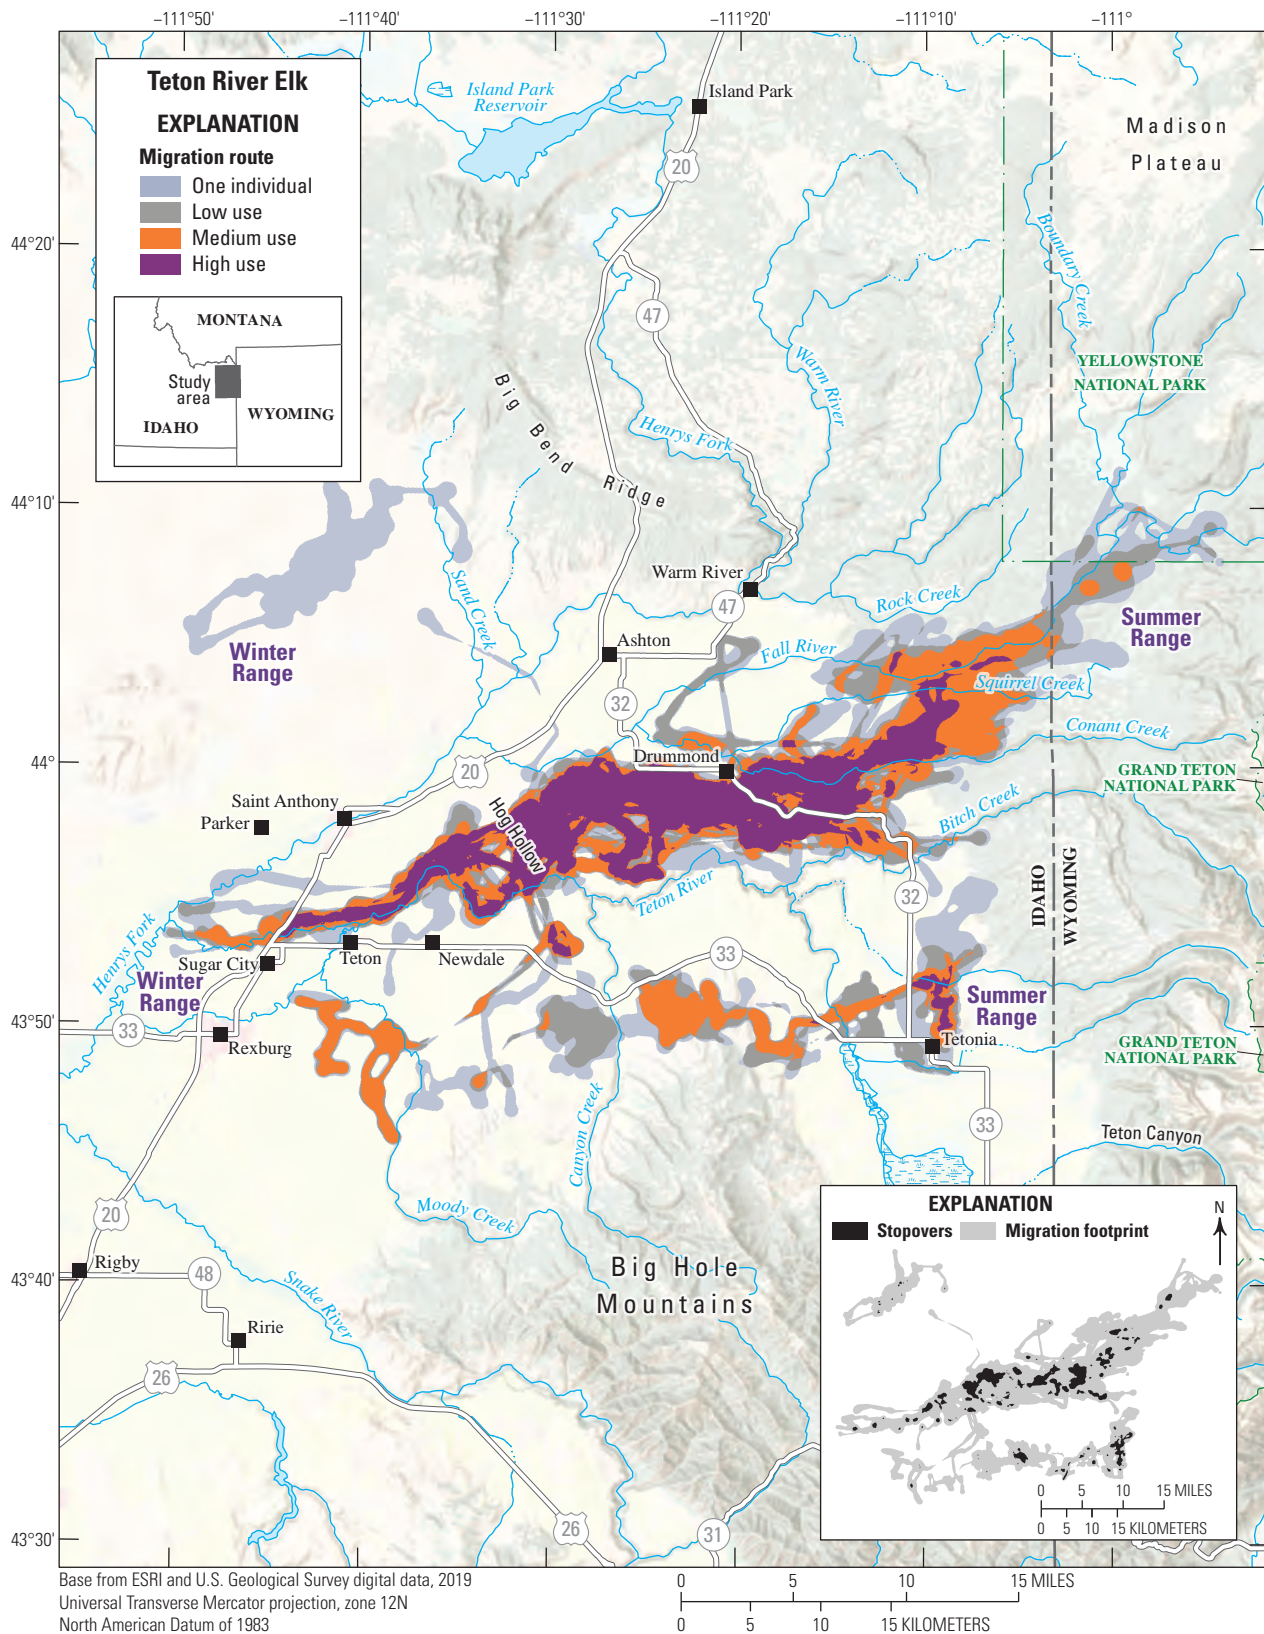 −111°50'
−111°40'
−111°30'
−111°20'
−111°10'
−111°
Teton River Elk
EXPLANATION
Migration route
One individual
Low use
Medium use
High use
MONTANA
Study
area
IDAHO
WYOMING
Island Park
Reservoir
Island Park
20
Madison
Plateau
44°20'
Boundary Creek
47
Warm River
YELLOWSTONE
NATIONAL PARK
Big Bend Ridge
Henrys Fork
44°10'
Sand Creek
Warm River
47
Rock Creek
Winter
Range
Ashton
Fall River
Summer
Range
Squirrel Creek
32
Conant Creek
44°
20
Drummond
GRAND TETON
NATIONAL PARK
Saint Anthony
Parker
Hog Hollow
Bitch Creek
Teton River
32
IDAHO
WYOMING
Henrys Fork
Sugar City
Teton
Newdale
33
Winter
Range
Summer
Range
43°50'
33
Rexburg
Tetonia
GRAND TETON
NATIONAL PARK
Canyon Creek
33
Teton Canyon
Moody Creek
20
Rigby
48
43°40'
Snake River
Big Hole
Mountains
Ririe
26
26
31
43°30'
EXPLANATION
Stopovers
Migration footprint
N
0 5 10 15 MILES
0 5 10 15 KILOMETERS
Base from ESRI and U.S. Geological Survey digital data, 2019
Universal Transverse Mercator projection, zone 12N
North American Datum of 1983
0 5 10 15 MILES
0 5 10 15 KILOMETERS